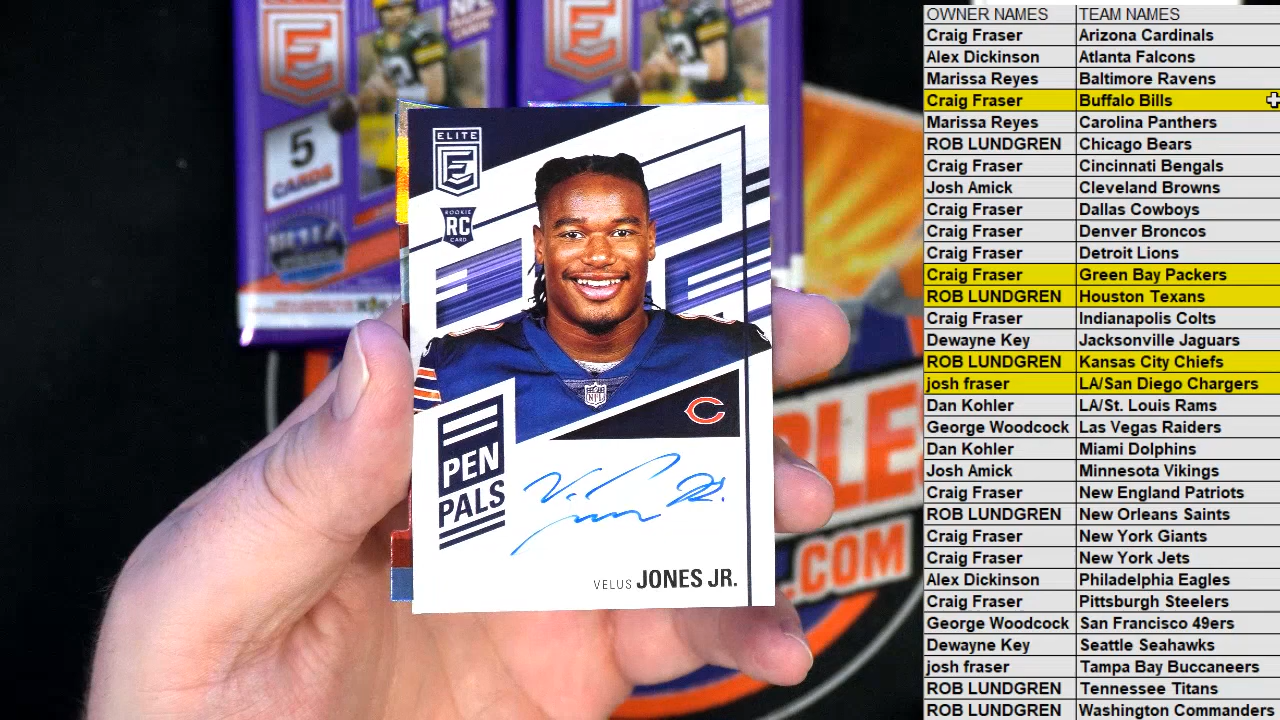 5
CARDS
ELITE
E
ROOKIE
RC
CARD
NFL
PEN
PALS
VELUS JONES JR.
.COM
OWNER NAMES TEAM NAMES
Craig Fraser Arizona Cardinals
Alex Dickinson Atlanta Falcons
Marissa Reyes Baltimore Ravens
Craig Fraser Buffalo Bills
Marissa Reyes Carolina Panthers
ROB LUNDGREN Chicago Bears
Craig Fraser Cincinnati Bengals
Josh Amick Cleveland Browns
Craig Fraser Dallas Cowboys
Craig Fraser Denver Broncos
Craig Fraser Detroit Lions
Craig Fraser Green Bay Packers
ROB LUNDGREN Houston Texans
Craig Fraser Indianapolis Colts
Dewayne Key Jacksonville Jaguars
ROB LUNDGREN Kansas City Chiefs
josh fraser LA/San Diego Chargers
Dan Kohler LA/St. Louis Rams
George Woodcock Las Vegas Raiders
Dan Kohler Miami Dolphins
Josh Amick Minnesota Vikings
Craig Fraser New England Patriots
ROB LUNDGREN New Orleans Saints
Craig Fraser New York Giants
Craig Fraser New York Jets
Alex Dickinson Philadelphia Eagles
Craig Fraser Pittsburgh Steelers
George Woodcock San Francisco 49ers
Dewayne Key Seattle Seahawks
josh fraser Tampa Bay Buccaneers
ROB LUNDGREN Tennessee Titans
ROB LUNDGREN Washington Commanders